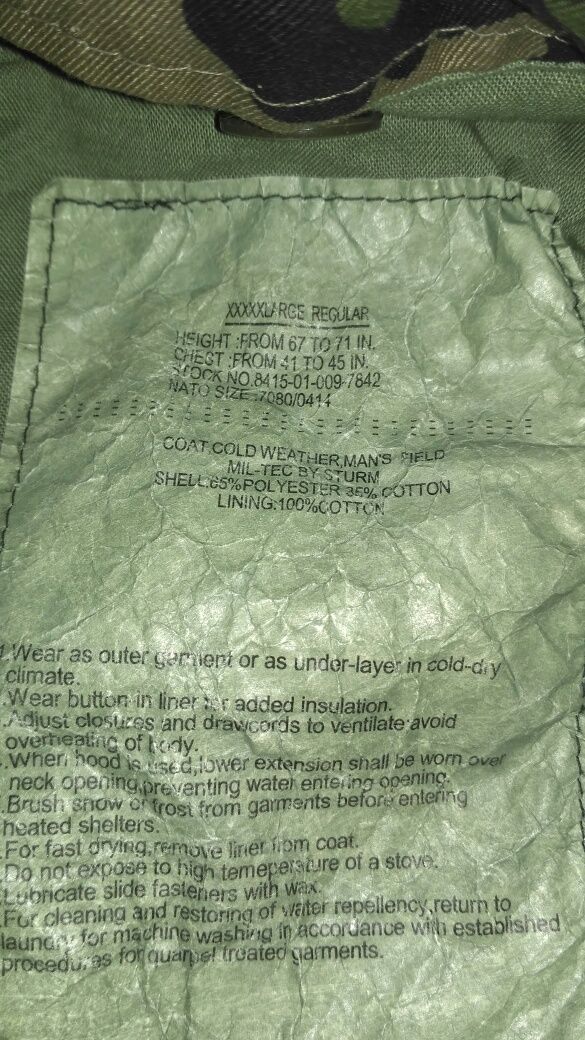 XXXXXLARGE REGULAR
HEIGHT :FROM 67 TO 71 IN.
CHEST :FROM 41 TO 45 IN.
STOCK NO.8415-01-009-7842
NATO SIZE :7080/0414
COAT.COLD WEATHER,MAN'S FIELD
MIL-TEC BY STURM
SHELL:65%POLYESTER 35% COTTON
LINING:100%COTTON
1.Wear as outer garment or as under-layer in cold-dry
climate.
.Wear button in liner for added insulation.
.Adjust closures and drawcords to ventilate avoid
overheating of body.
.When hood is used,lower extension shall be worn over
neck opening,preventing water entering opening.
.Brush snow or frost from garments before entering
heated shelters.
.For fast drying,remove liner from coat.
.Do not expose to high temeperature of a stove.
.Lubricate slide fasteners with wax.
.For cleaning and restoring of water repellency,return to
laundry for machine washing in accordance with established
procedures for quarpel treated garments.